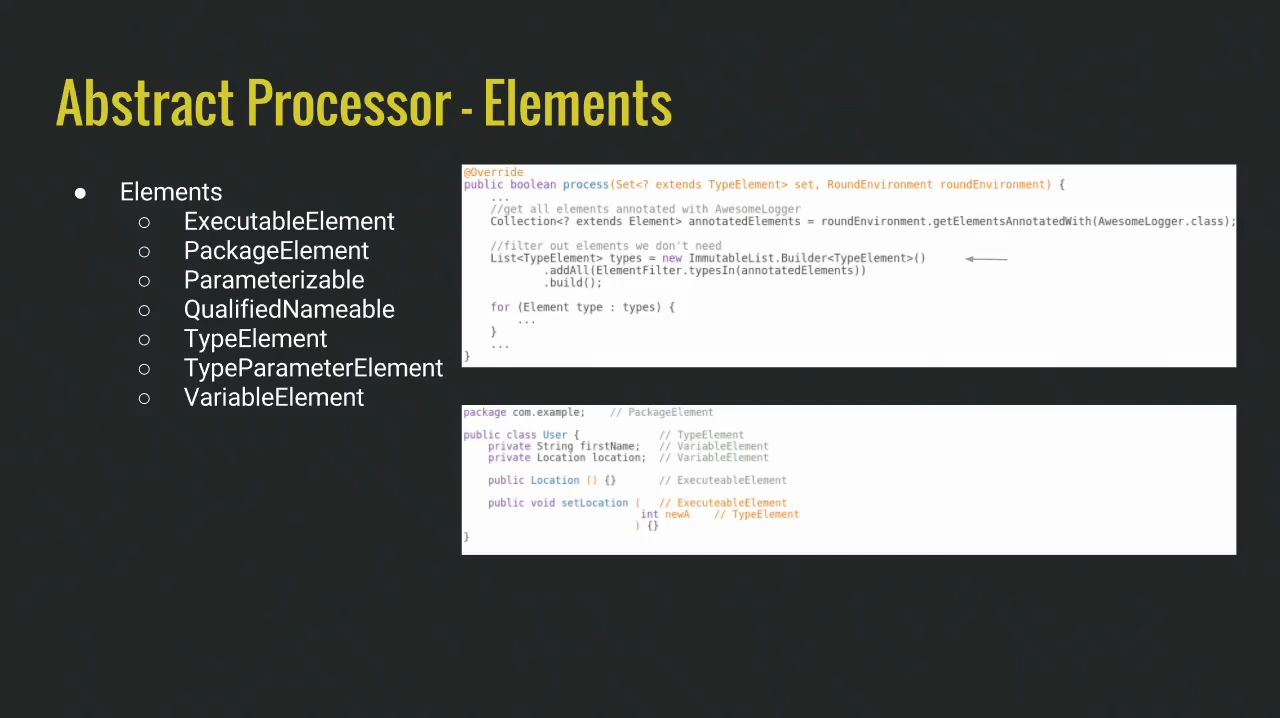 Abstract Processor - Elements
● Elements
○ ExecutableElement
○ PackageElement
○ Parameterizable
○ QualifiedNameable
○ TypeElement
○ TypeParameterElement
○ VariableElement
@Override
public boolean process(Set<? extends TypeElement> set, RoundEnvironment roundEnvironment) {
...
//get all elements annotated with AwesomeLogger
Collection<? extends Element> annotatedElements = roundEnvironment.getElementsAnnotatedWith(AwesomeLogger.class);
//filter out elements we don't need
List<TypeElement> types = new ImmutableList.Builder<TypeElement>()
.addAll(ElementFilter.typesIn(annotatedElements))
.build();
for (Element type : types) {
...
}
...
}
package com.example; // PackageElement
public class User { // TypeElement
private String firstName; // VariableElement
private Location location; // VariableElement
public Location () {} // ExecuteableElement
public void setLocation ( // ExecuteableElement
int newA // TypeElement
) {}
}